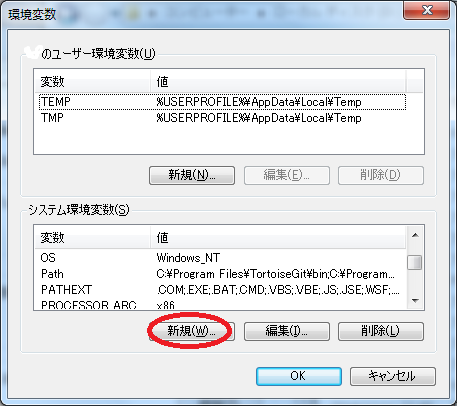 環境変数
のユーザー環境変数(U)
変数 値
TEMP %USERPROFILE%¥AppData¥Local¥Temp
TMP %USERPROFILE%¥AppData¥Local¥Temp
新規(N)... 編集(E)... 削除(D)
システム環境変数(S)
変数 値
OS Windows_NT
Path C:¥Program Files¥TortoiseGit¥bin;C:¥Program...
PATHEXT .COM;.EXE;.BAT;.CMD;.VBS;.VBE;.JS;.JSE;.WSF;...
PROCESSOR_ARC... x86
新規(W)... 編集(I)... 削除(L)
OK キャンセル